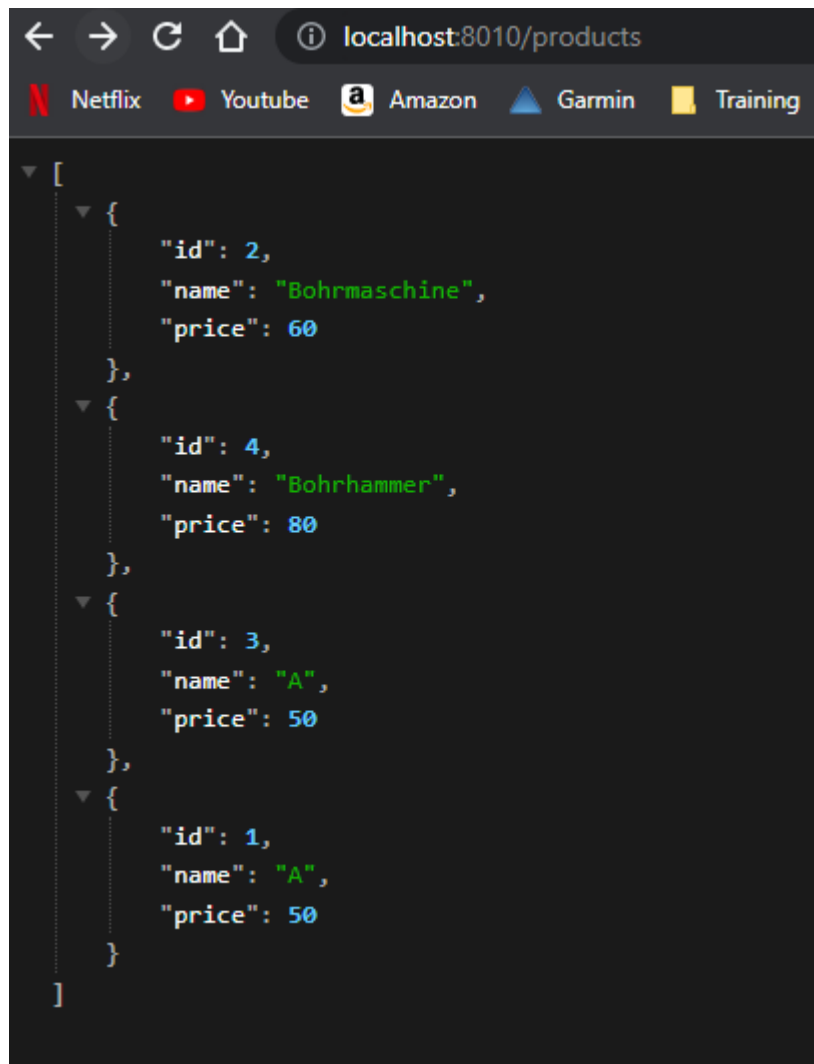 localhost:8010/products
Netflix Youtube Amazon Garmin Training
[
{
"id": 2,
"name": "Bohrmaschine",
"price": 60
},
{
"id": 4,
"name": "Bohrhammer",
"price": 80
},
{
"id": 3,
"name": "A",
"price": 50
},
{
"id": 1,
"name": "A",
"price": 50
}
]